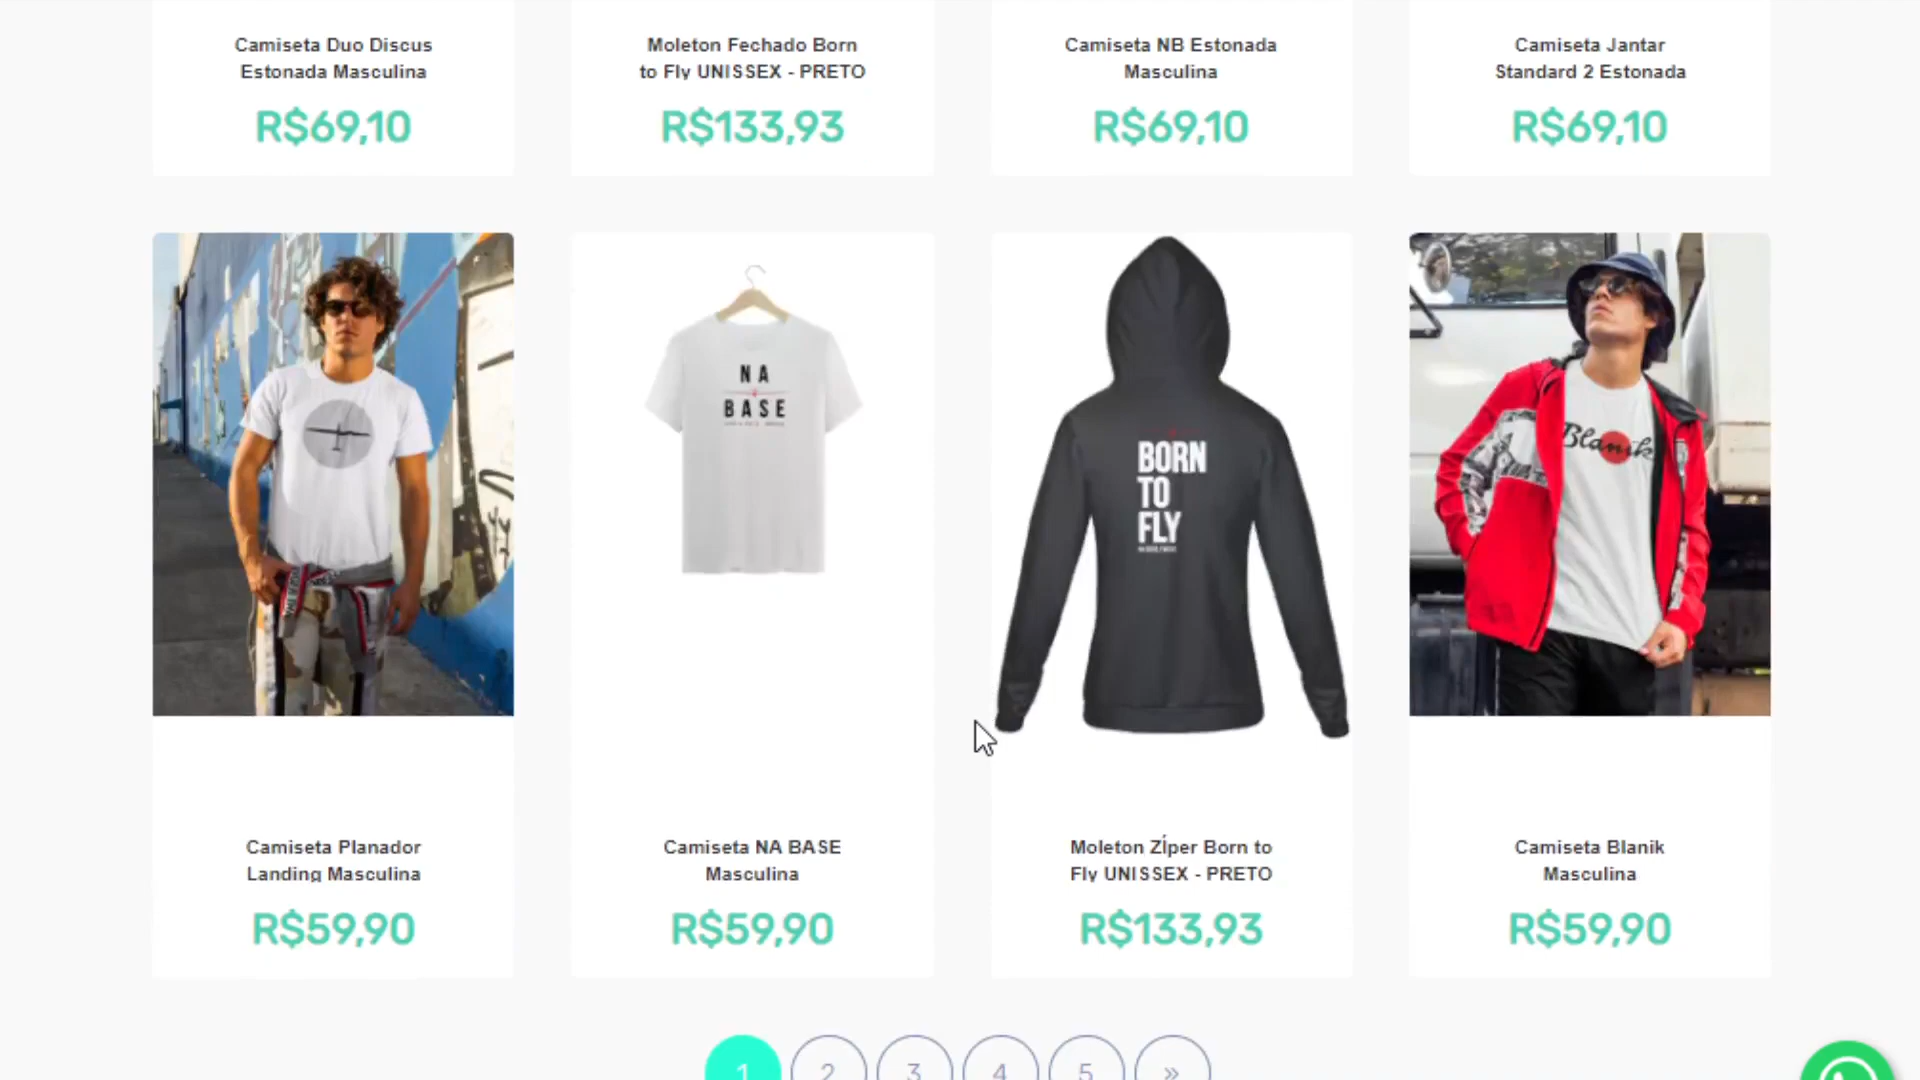 Camiseta Duo Discus
Estonada Masculina
R$69,10
Moleton Fechado Born
to Fly UNISSEX - PRETO
R$133,93
Camiseta NB Estonada
Masculina
R$69,10
Camiseta Jantar
Standard 2 Estonada
R$69,10
NA
BASE
BORN
TO
FLY
Blanik
Camiseta Planador
Landing Masculina
R$59,90
Camiseta NA BASE
Masculina
R$59,90
Moleton Zíper Born to
Fly UNISSEX - PRETO
R$133,93
Camiseta Blanik
Masculina
R$59,90
1 2 3 4 5 »